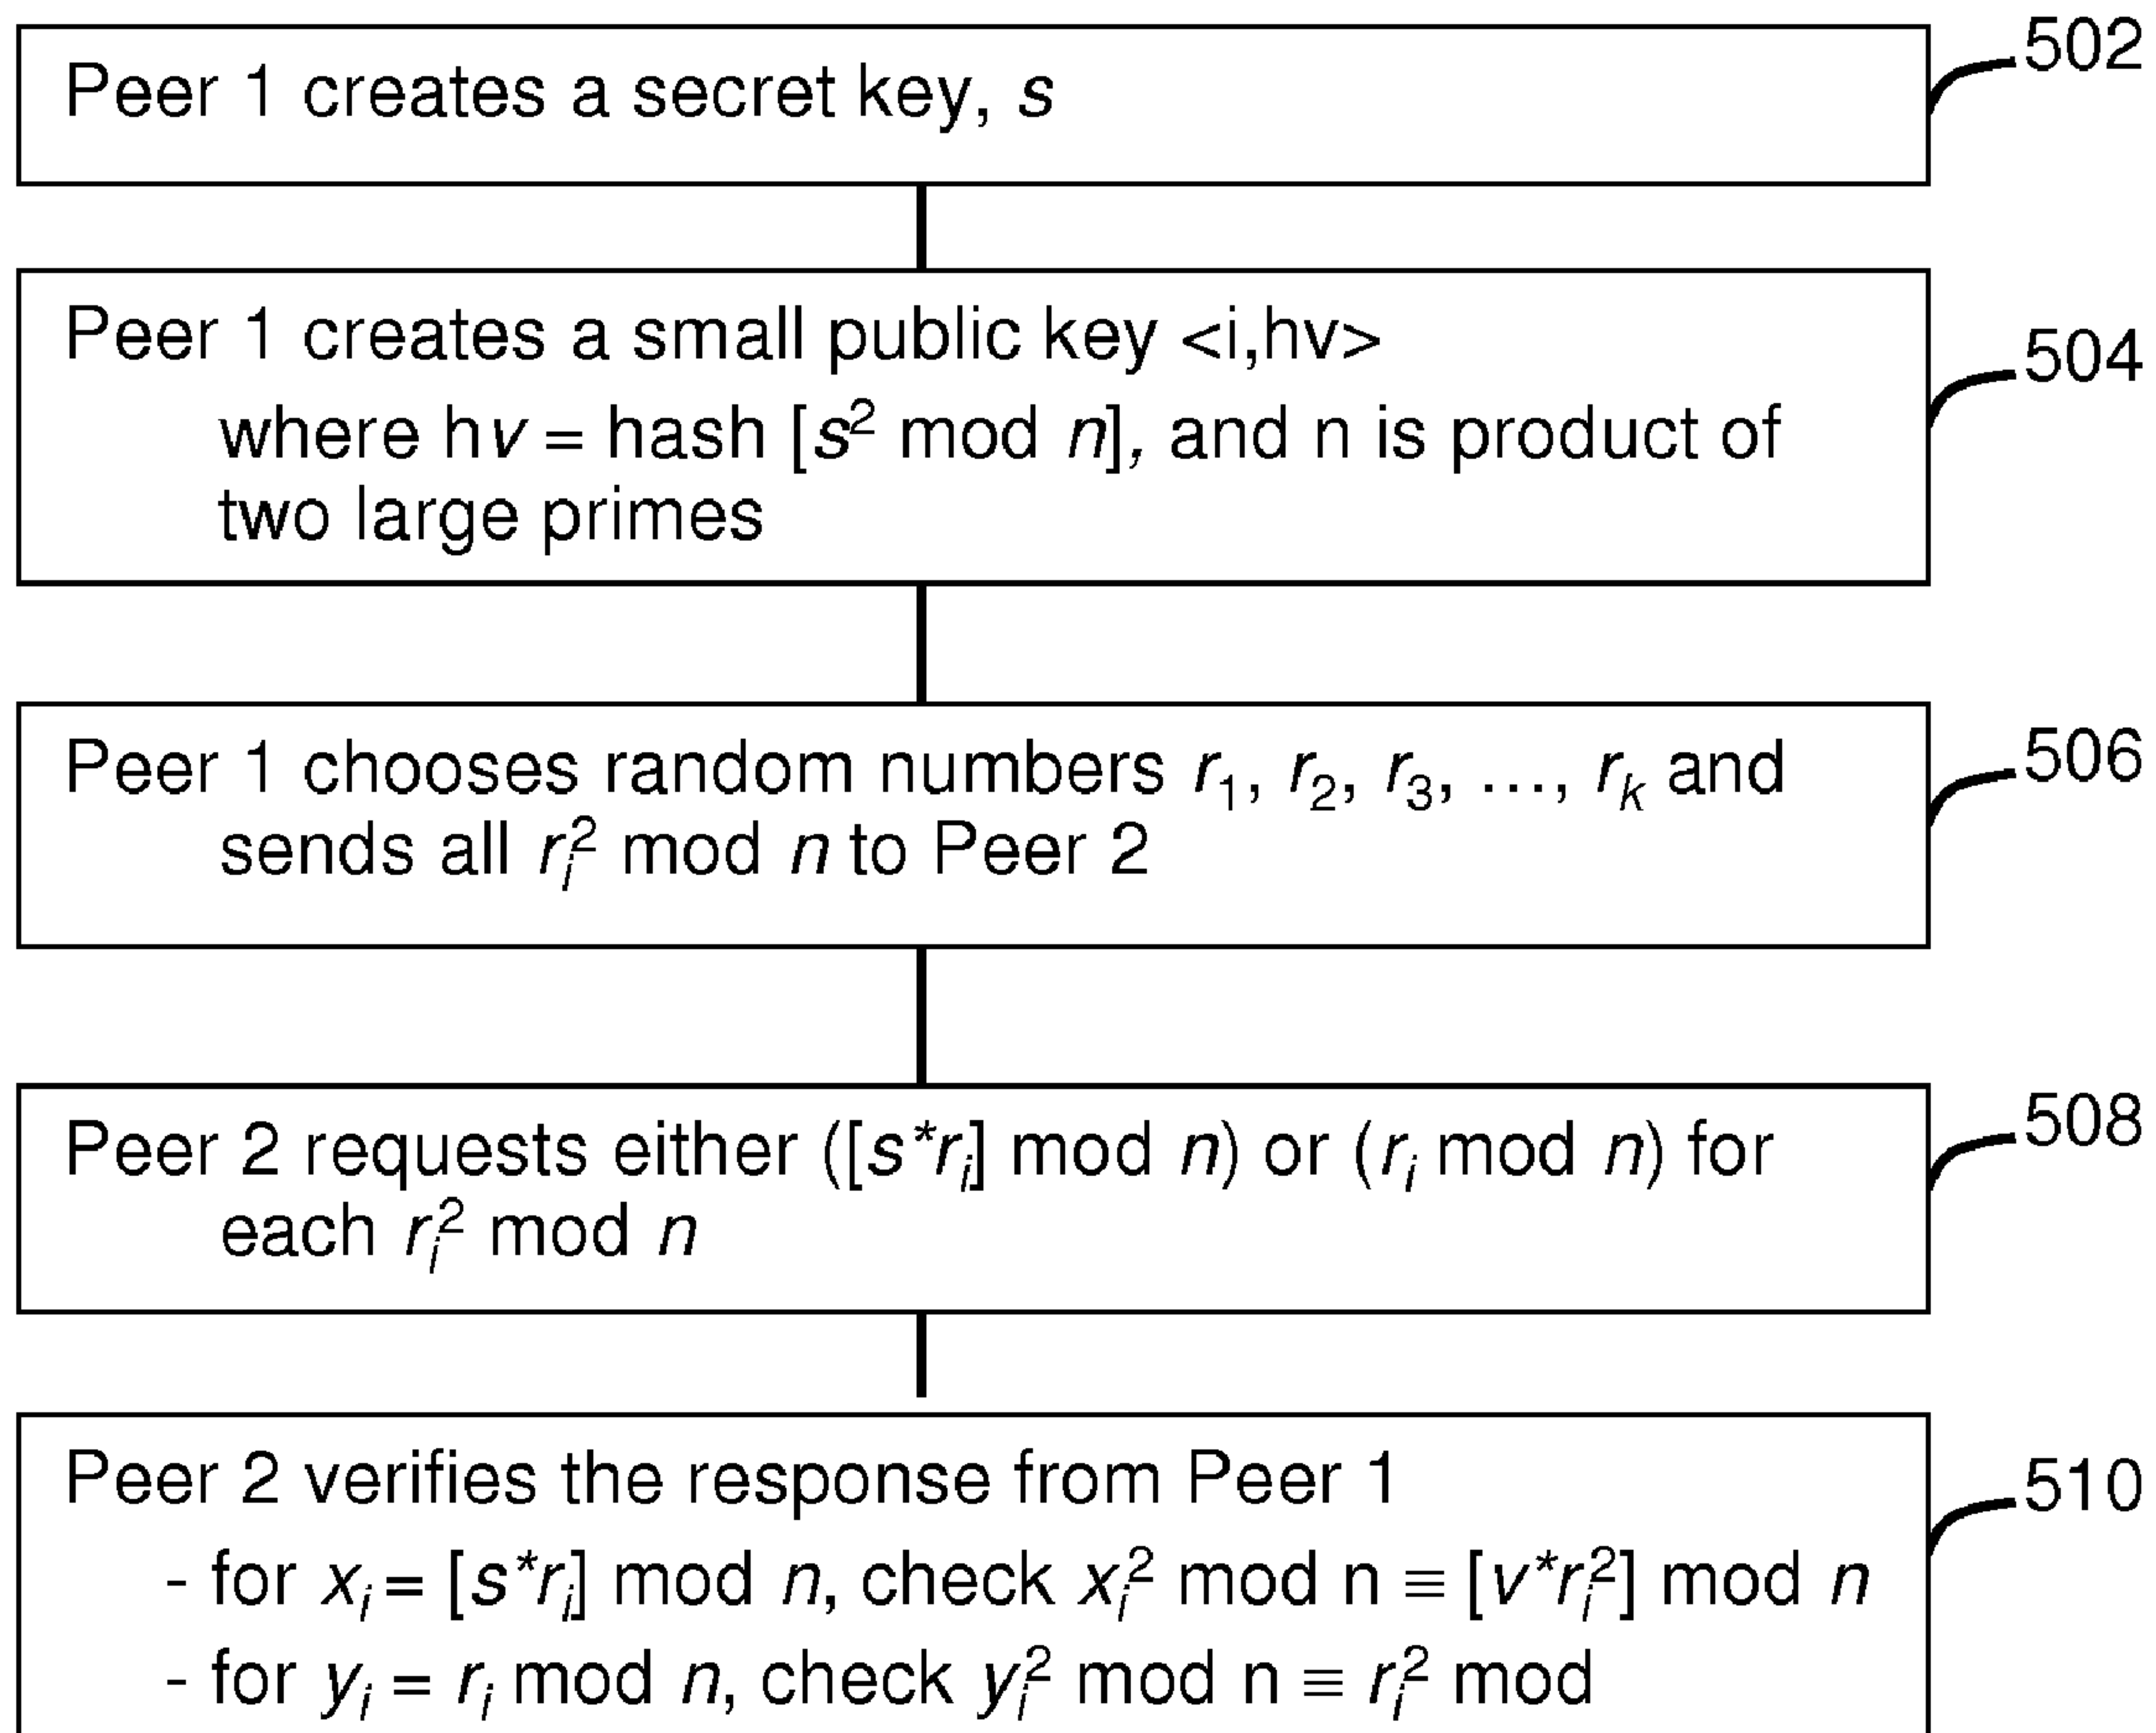 Peer 1 creates a secret key, s
502
Peer 1 creates a small public key <i,hv>
where hv = hash [s² mod n], and n is product of
two large primes
504
Peer 1 chooses random numbers r₁, r₂, r₃, ..., rₖ and
sends all rᵢ² mod n to Peer 2
506
Peer 2 requests either ([s*rᵢ] mod n) or (rᵢ mod n) for
each rᵢ² mod n
508
Peer 2 verifies the response from Peer 1
- for xᵢ = [s*rᵢ] mod n, check xᵢ² mod n ≡ [v*rᵢ²] mod n
- for yᵢ = rᵢ mod n, check yᵢ² mod n ≡ rᵢ² mod
510